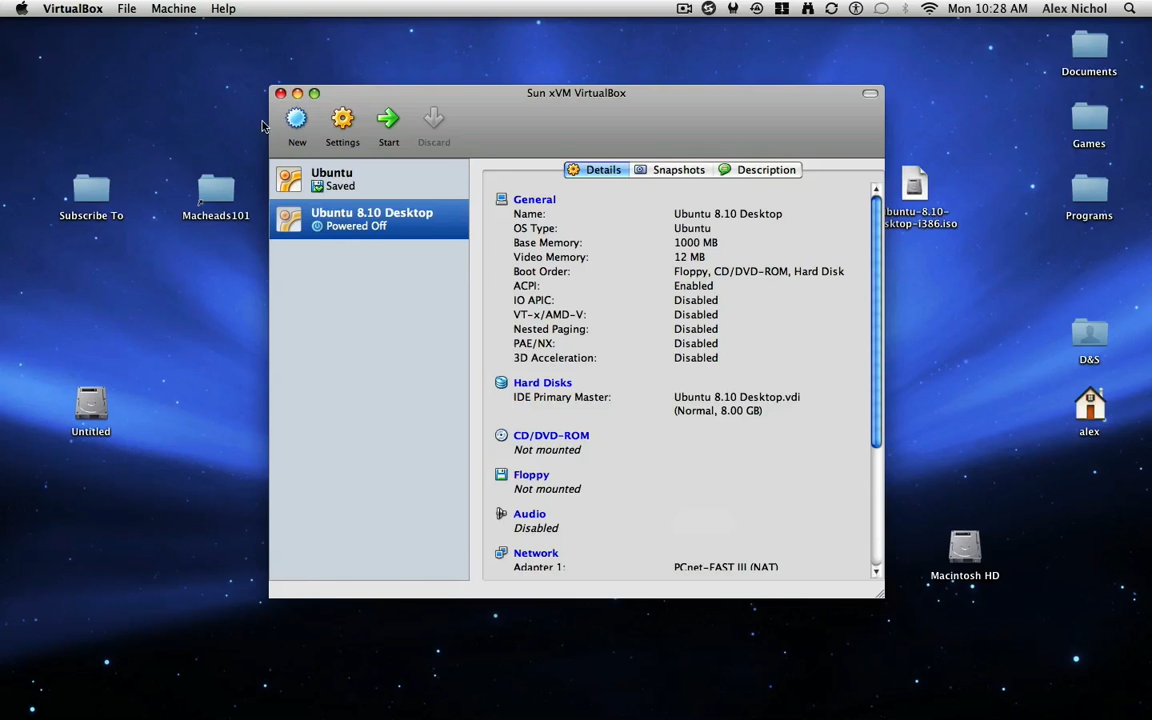 VirtualBox File Machine Help Mon 10:28 AM Alex Nichol
Documents
Games
Programs
D&S
alex
Macintosh HD
Subscribe To
Macheads101
Untitled
ubuntu-8.10-
desktop-i386.iso
Sun xVM VirtualBox
New Settings Start Discard
Ubuntu
Saved
Ubuntu 8.10 Desktop
Powered Off
Details Snapshots Description
General
Name: Ubuntu 8.10 Desktop
OS Type: Ubuntu
Base Memory: 1000 MB
Video Memory: 12 MB
Boot Order: Floppy, CD/DVD-ROM, Hard Disk
ACPI: Enabled
IO APIC: Disabled
VT-x/AMD-V: Disabled
Nested Paging: Disabled
PAE/NX: Disabled
3D Acceleration: Disabled
Hard Disks
IDE Primary Master: Ubuntu 8.10 Desktop.vdi
(Normal, 8.00 GB)
CD/DVD-ROM
Not mounted
Floppy
Not mounted
Audio
Disabled
Network
Adapter 1: PCnet-FAST III (NAT)